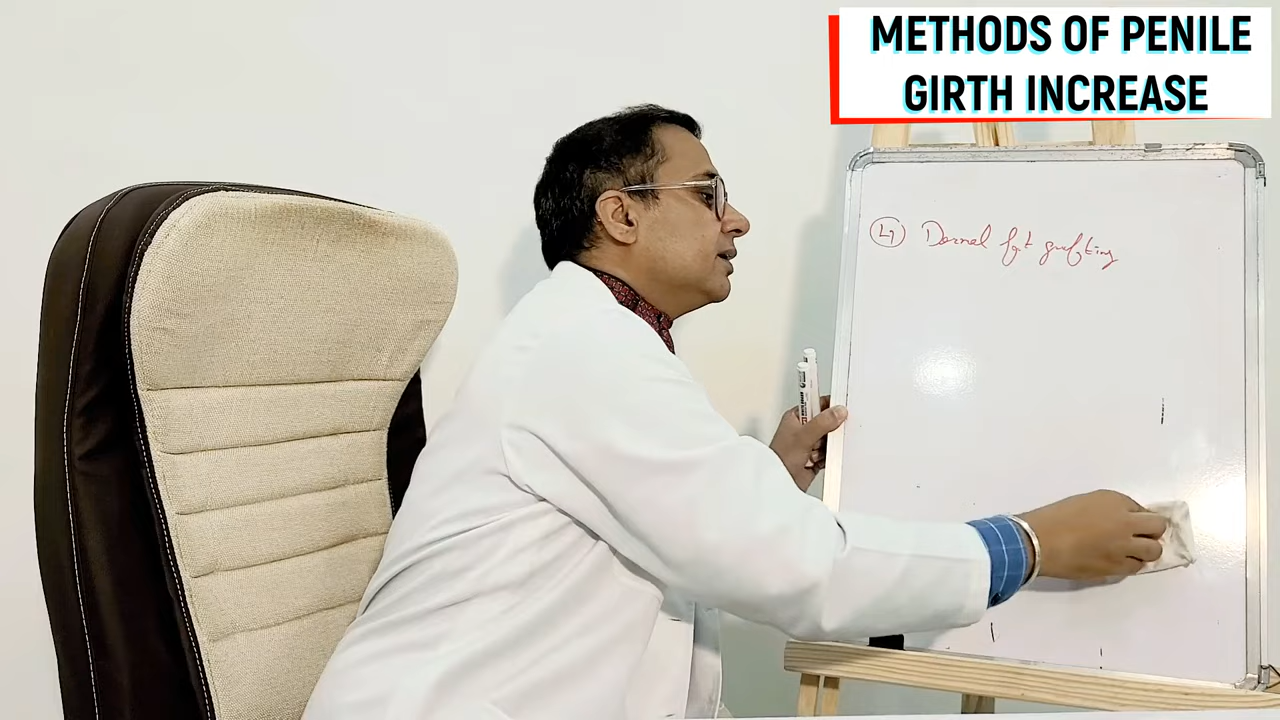 METHODS OF PENILE
GIRTH INCREASE
④ Dermal fat grafting